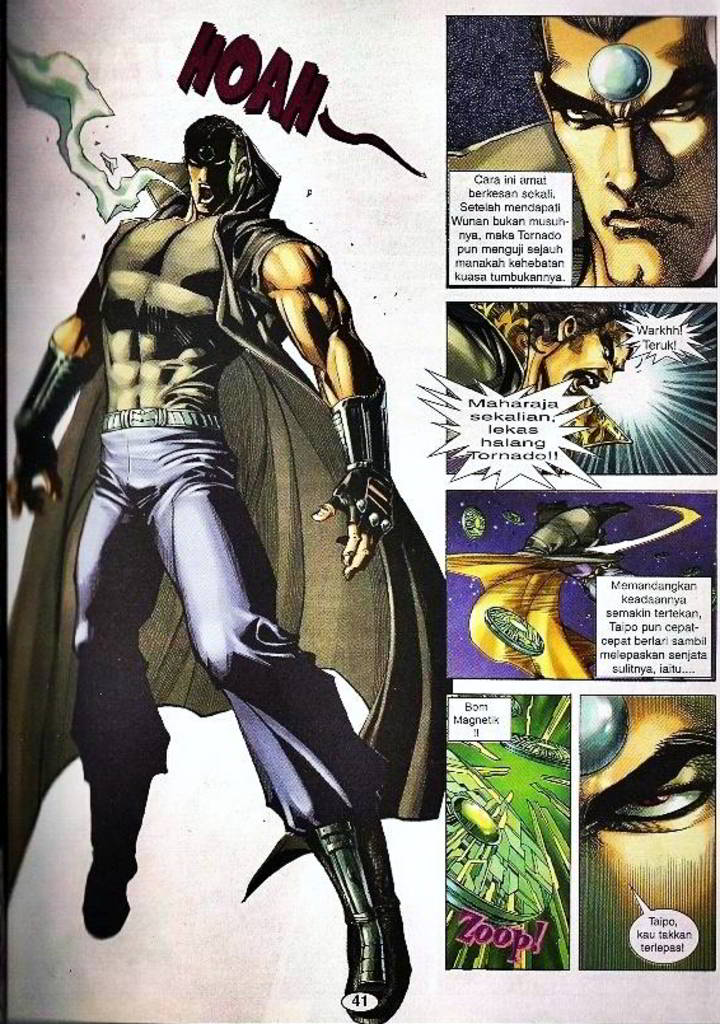 HOAH
Cara ini amat
berkesan sekali.
Setelah mendapati
Wunan bukan musuh-
nya, maka Tornado
pun menguji sejauh
manakah kehebatan
kuasa tumbukannya.
Warkhh!
Teruk!
Maharaja
sekalian,
lekas
halang
Tornado!!
Memandangkan
keadaannya
semakin tertekan,
Taipo pun cepat-
cepat berlari sambil
melepaskan senjata
sulitnya, iaitu....
Bom
Magnetik
!!
Zoop!
Taipo,
kau takkan
terlepas!
41